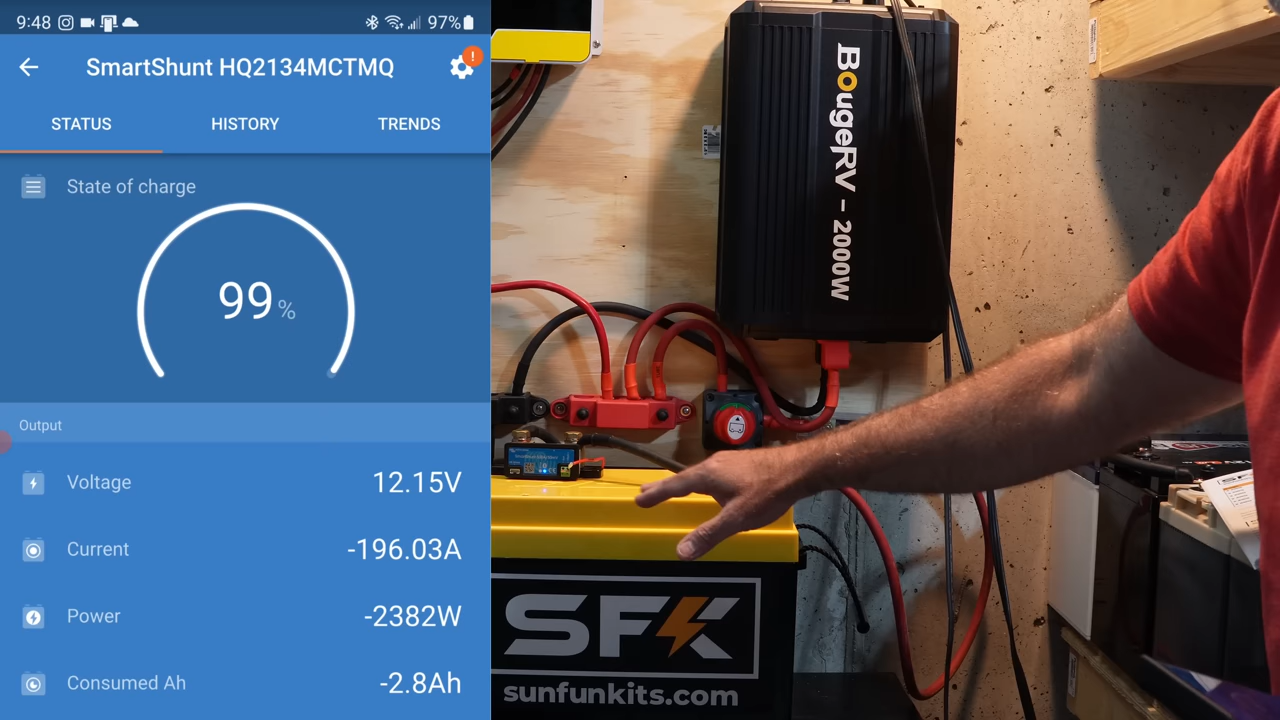 9:48
97%
SmartShunt HQ2134MCTMQ
!
STATUS
HISTORY
TRENDS
State of charge
99%
Output
Voltage
12.15V
Current
-196.03A
Power
-2382W
Consumed Ah
-2.8Ah
BougeRV - 2000W
SFK
sunfunkits.com